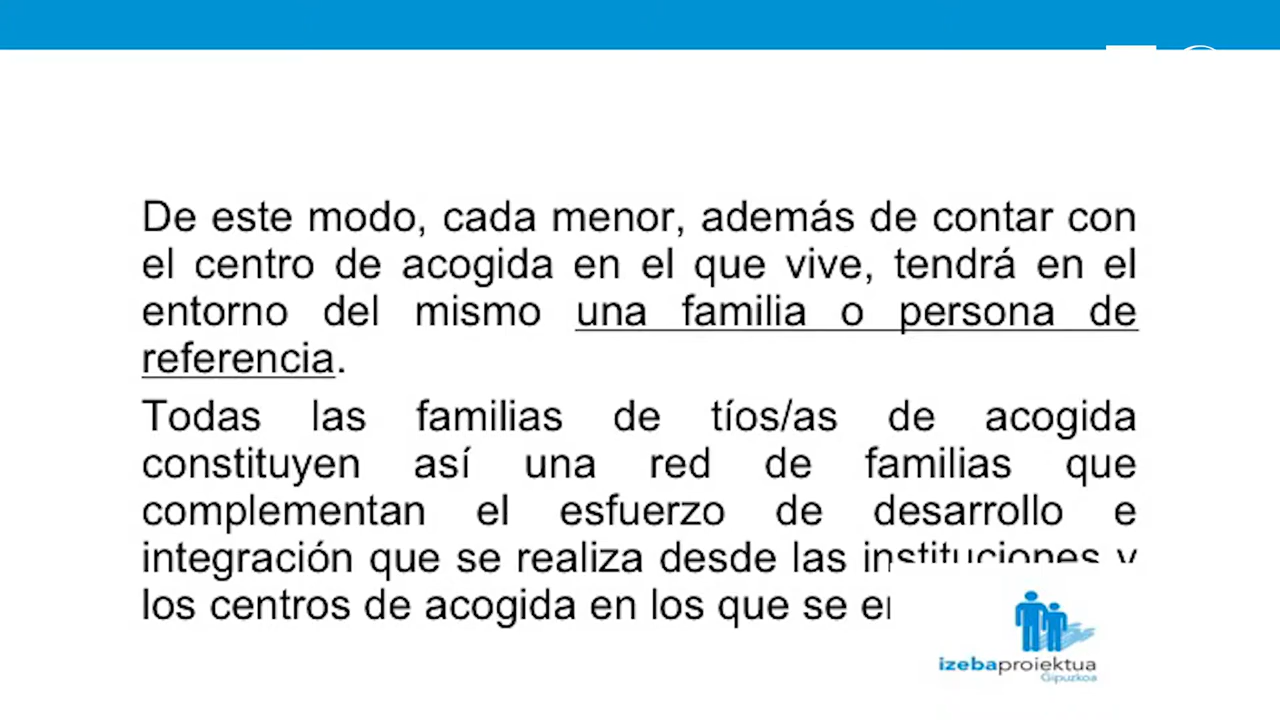 De este modo, cada menor, además de contar con
el centro de acogida en el que vive, tendrá en el
entorno del mismo una familia o persona de
referencia.
Todas las familias de tíos/as de acogida
constituyen así una red de familias que
complementan el esfuerzo de desarrollo e
integración que se realiza desde las instituciones y
los centros de acogida en los que se
izebaproiektua
Gipuzkoa